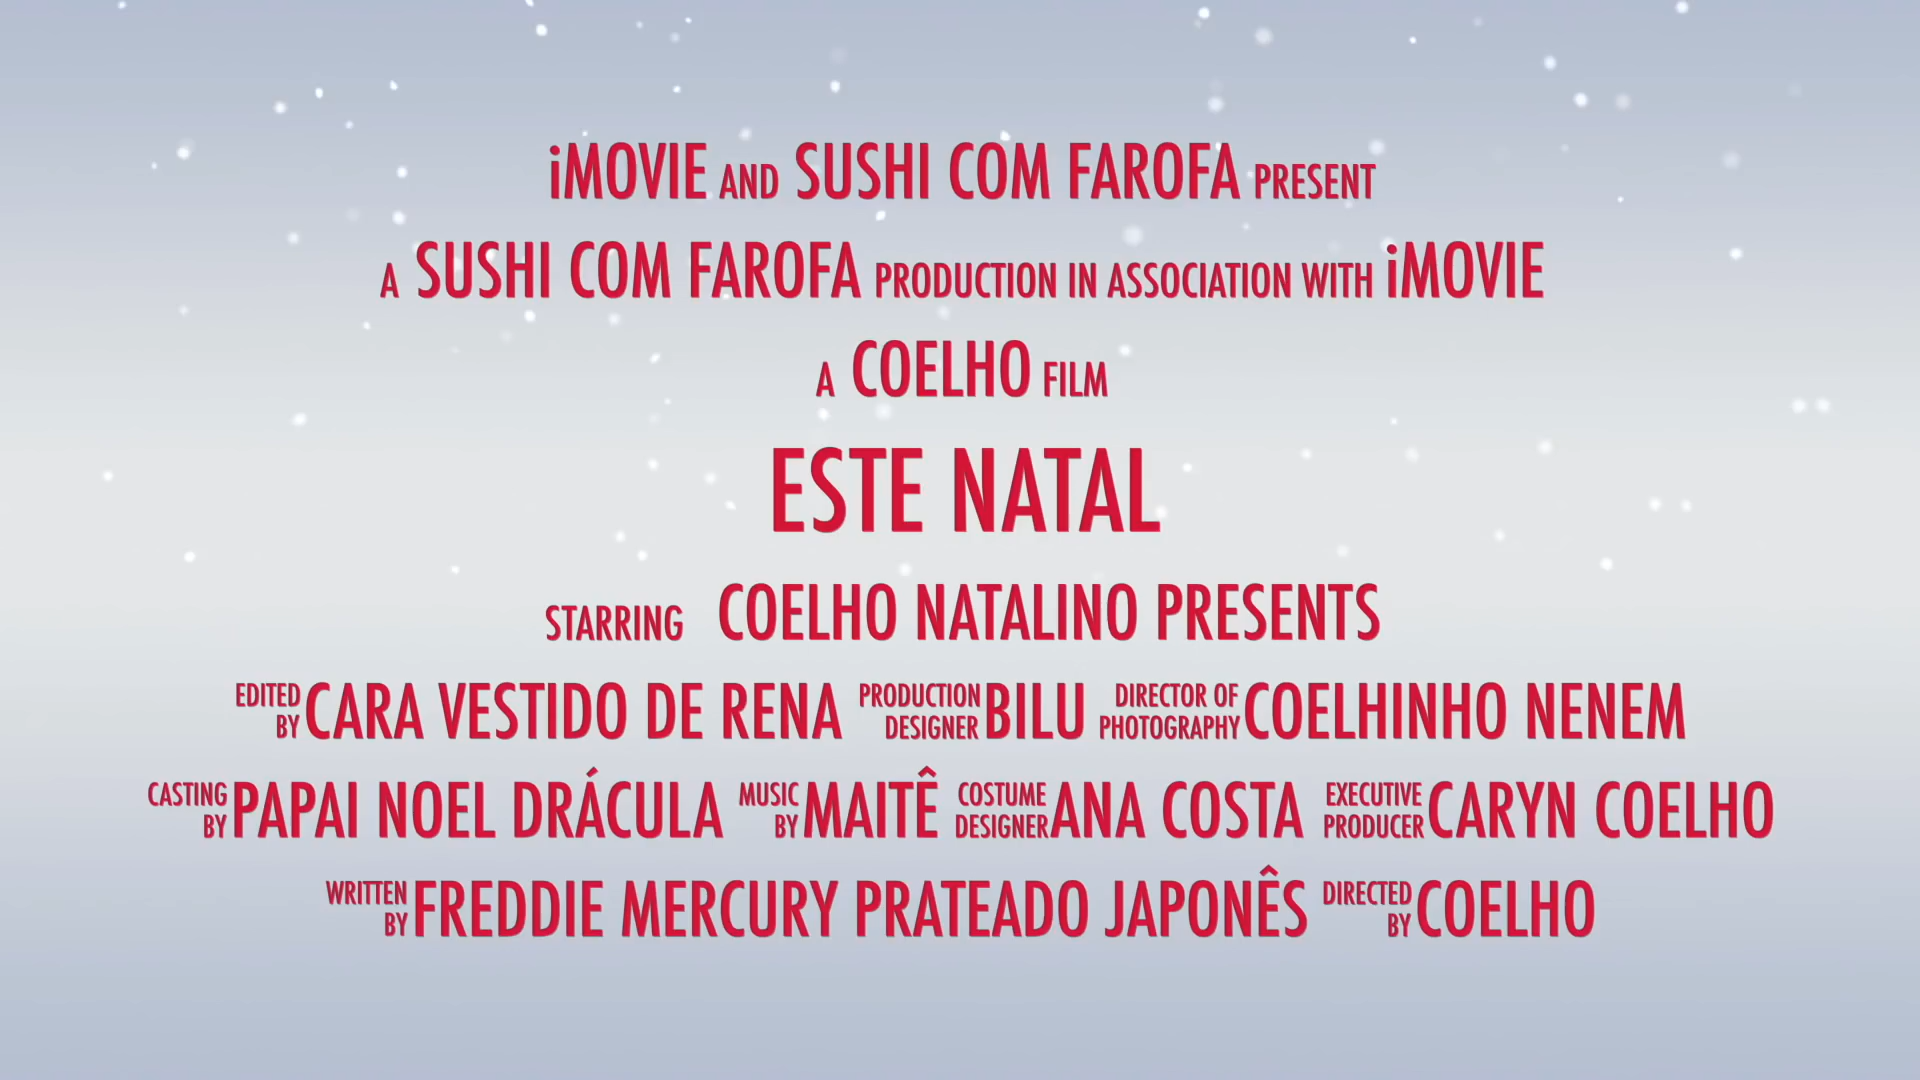 iMOVIE AND SUSHI COM FAROFA PRESENT
A SUSHI COM FAROFA PRODUCTION IN ASSOCIATION WITH iMOVIE
A COELHO FILM
ESTE NATAL
STARRING COELHO NATALINO PRESENTS
EDITED BY CARA VESTIDO DE RENA PRODUCTION DESIGNER BILU DIRECTOR OF PHOTOGRAPHY COELHINHO NENEM
CASTING BY PAPAI NOEL DRÁCULA MUSIC BY MAITÊ COSTUME DESIGNER ANA COSTA EXECUTIVE PRODUCER CARYN COELHO
WRITTEN BY FREDDIE MERCURY PRATEADO JAPONÊS DIRECTED BY COELHO